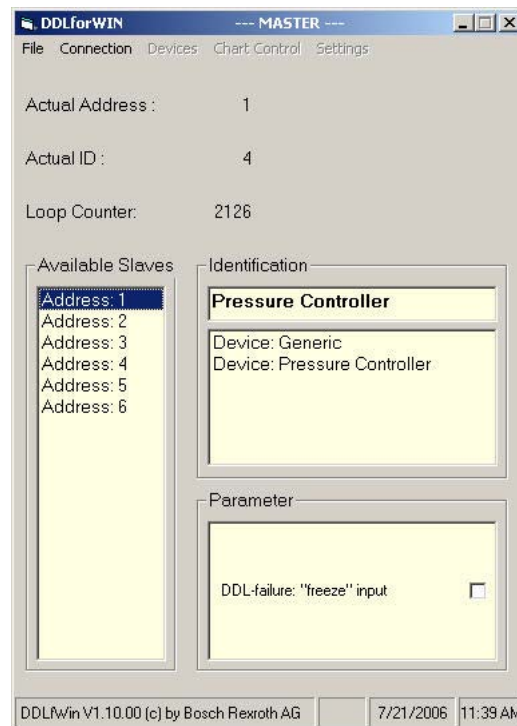 DDLforWIN --- MASTER ---
File Connection Devices Chart Control Settings
Actual Address : 1
Actual ID : 4
Loop Counter: 2126
Available Slaves
Address: 1
Address: 2
Address: 3
Address: 4
Address: 5
Address: 6
Identification
Pressure Controller
Device: Generic
Device: Pressure Controller
Parameter
DDL-failure: "freeze" input
DDLfWin V1.10.00 (c) by Bosch Rexroth AG 7/21/2006 11:39 AM